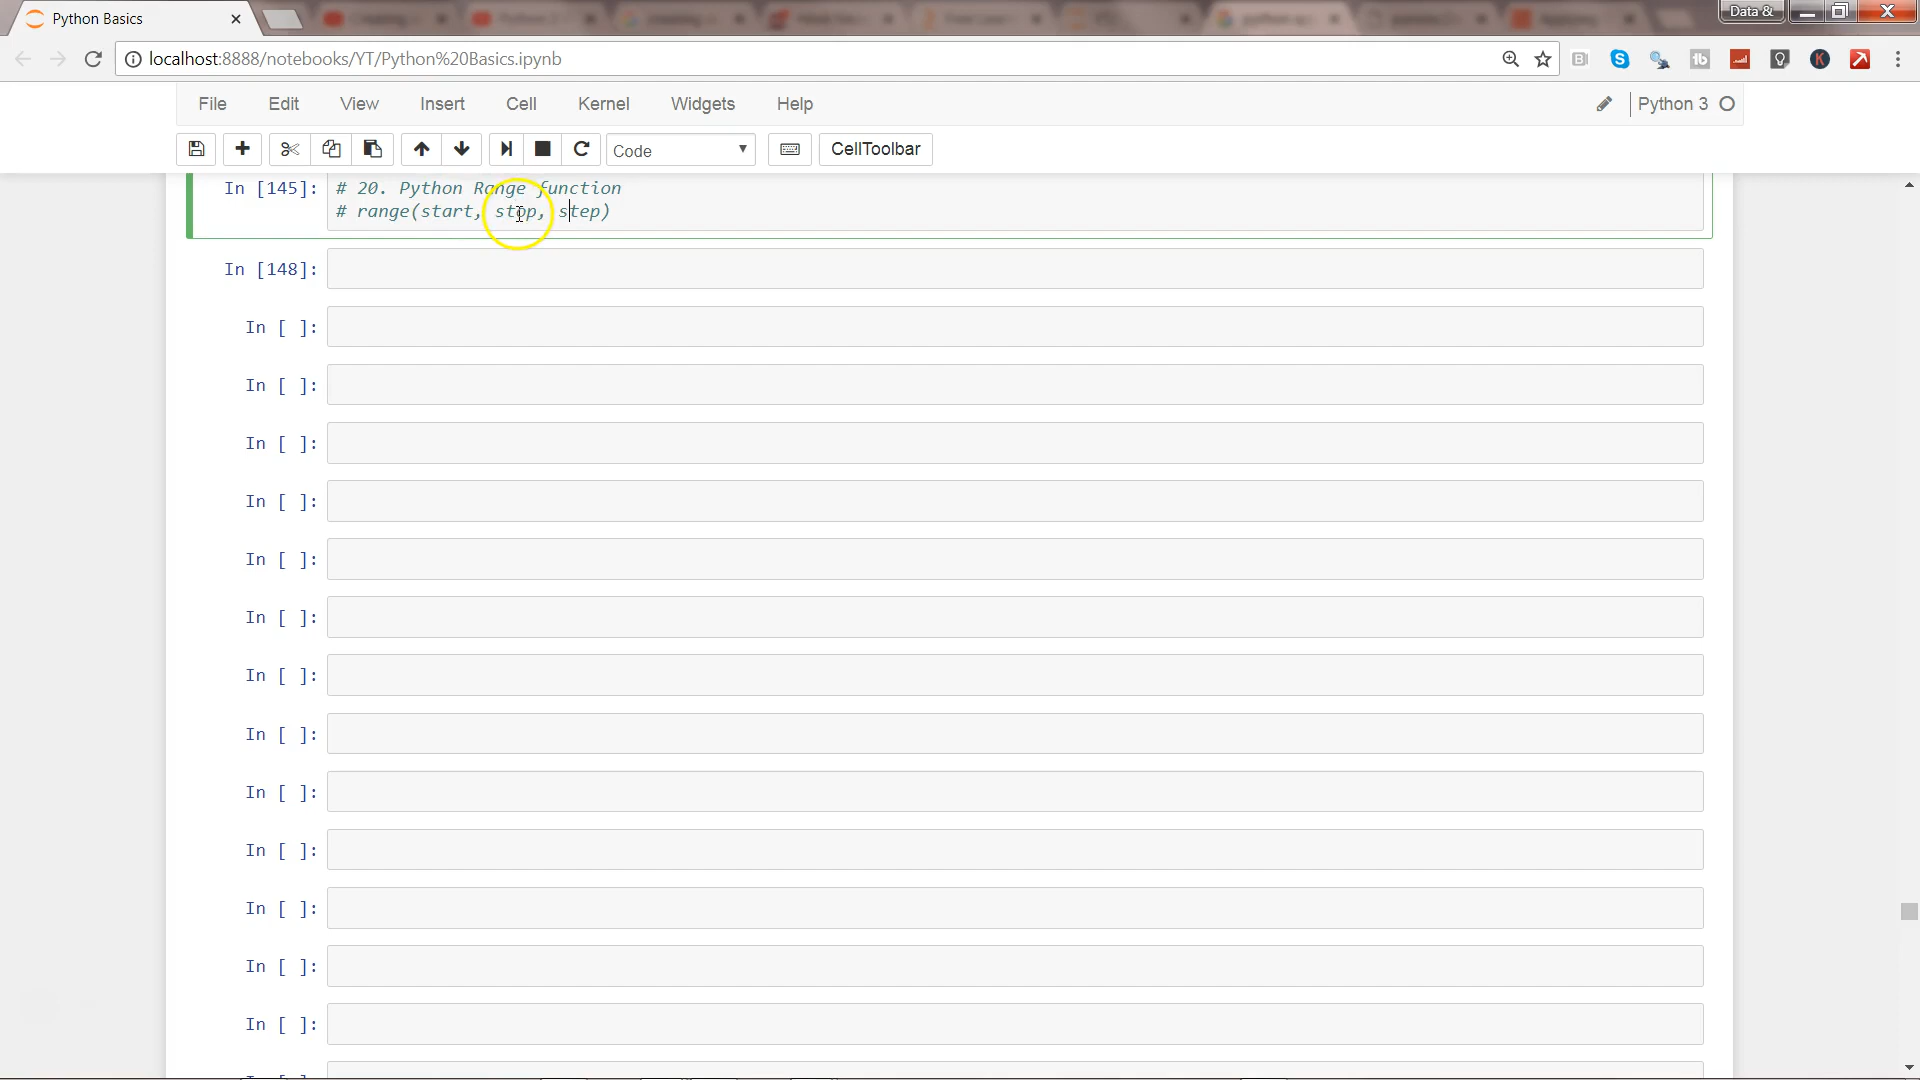 Python Basics
Data &
localhost:8888/notebooks/YT/Python%20Basics.ipynb
File Edit View Insert Cell Kernel Widgets Help
Python 3
Code
CellToolbar
In [145]: # 20. Python Range function
# range(start, stop, step)
In [148]:
In [ ]:
In [ ]:
In [ ]:
In [ ]:
In [ ]:
In [ ]:
In [ ]:
In [ ]:
In [ ]:
In [ ]:
In [ ]:
In [ ]:
In [ ]: